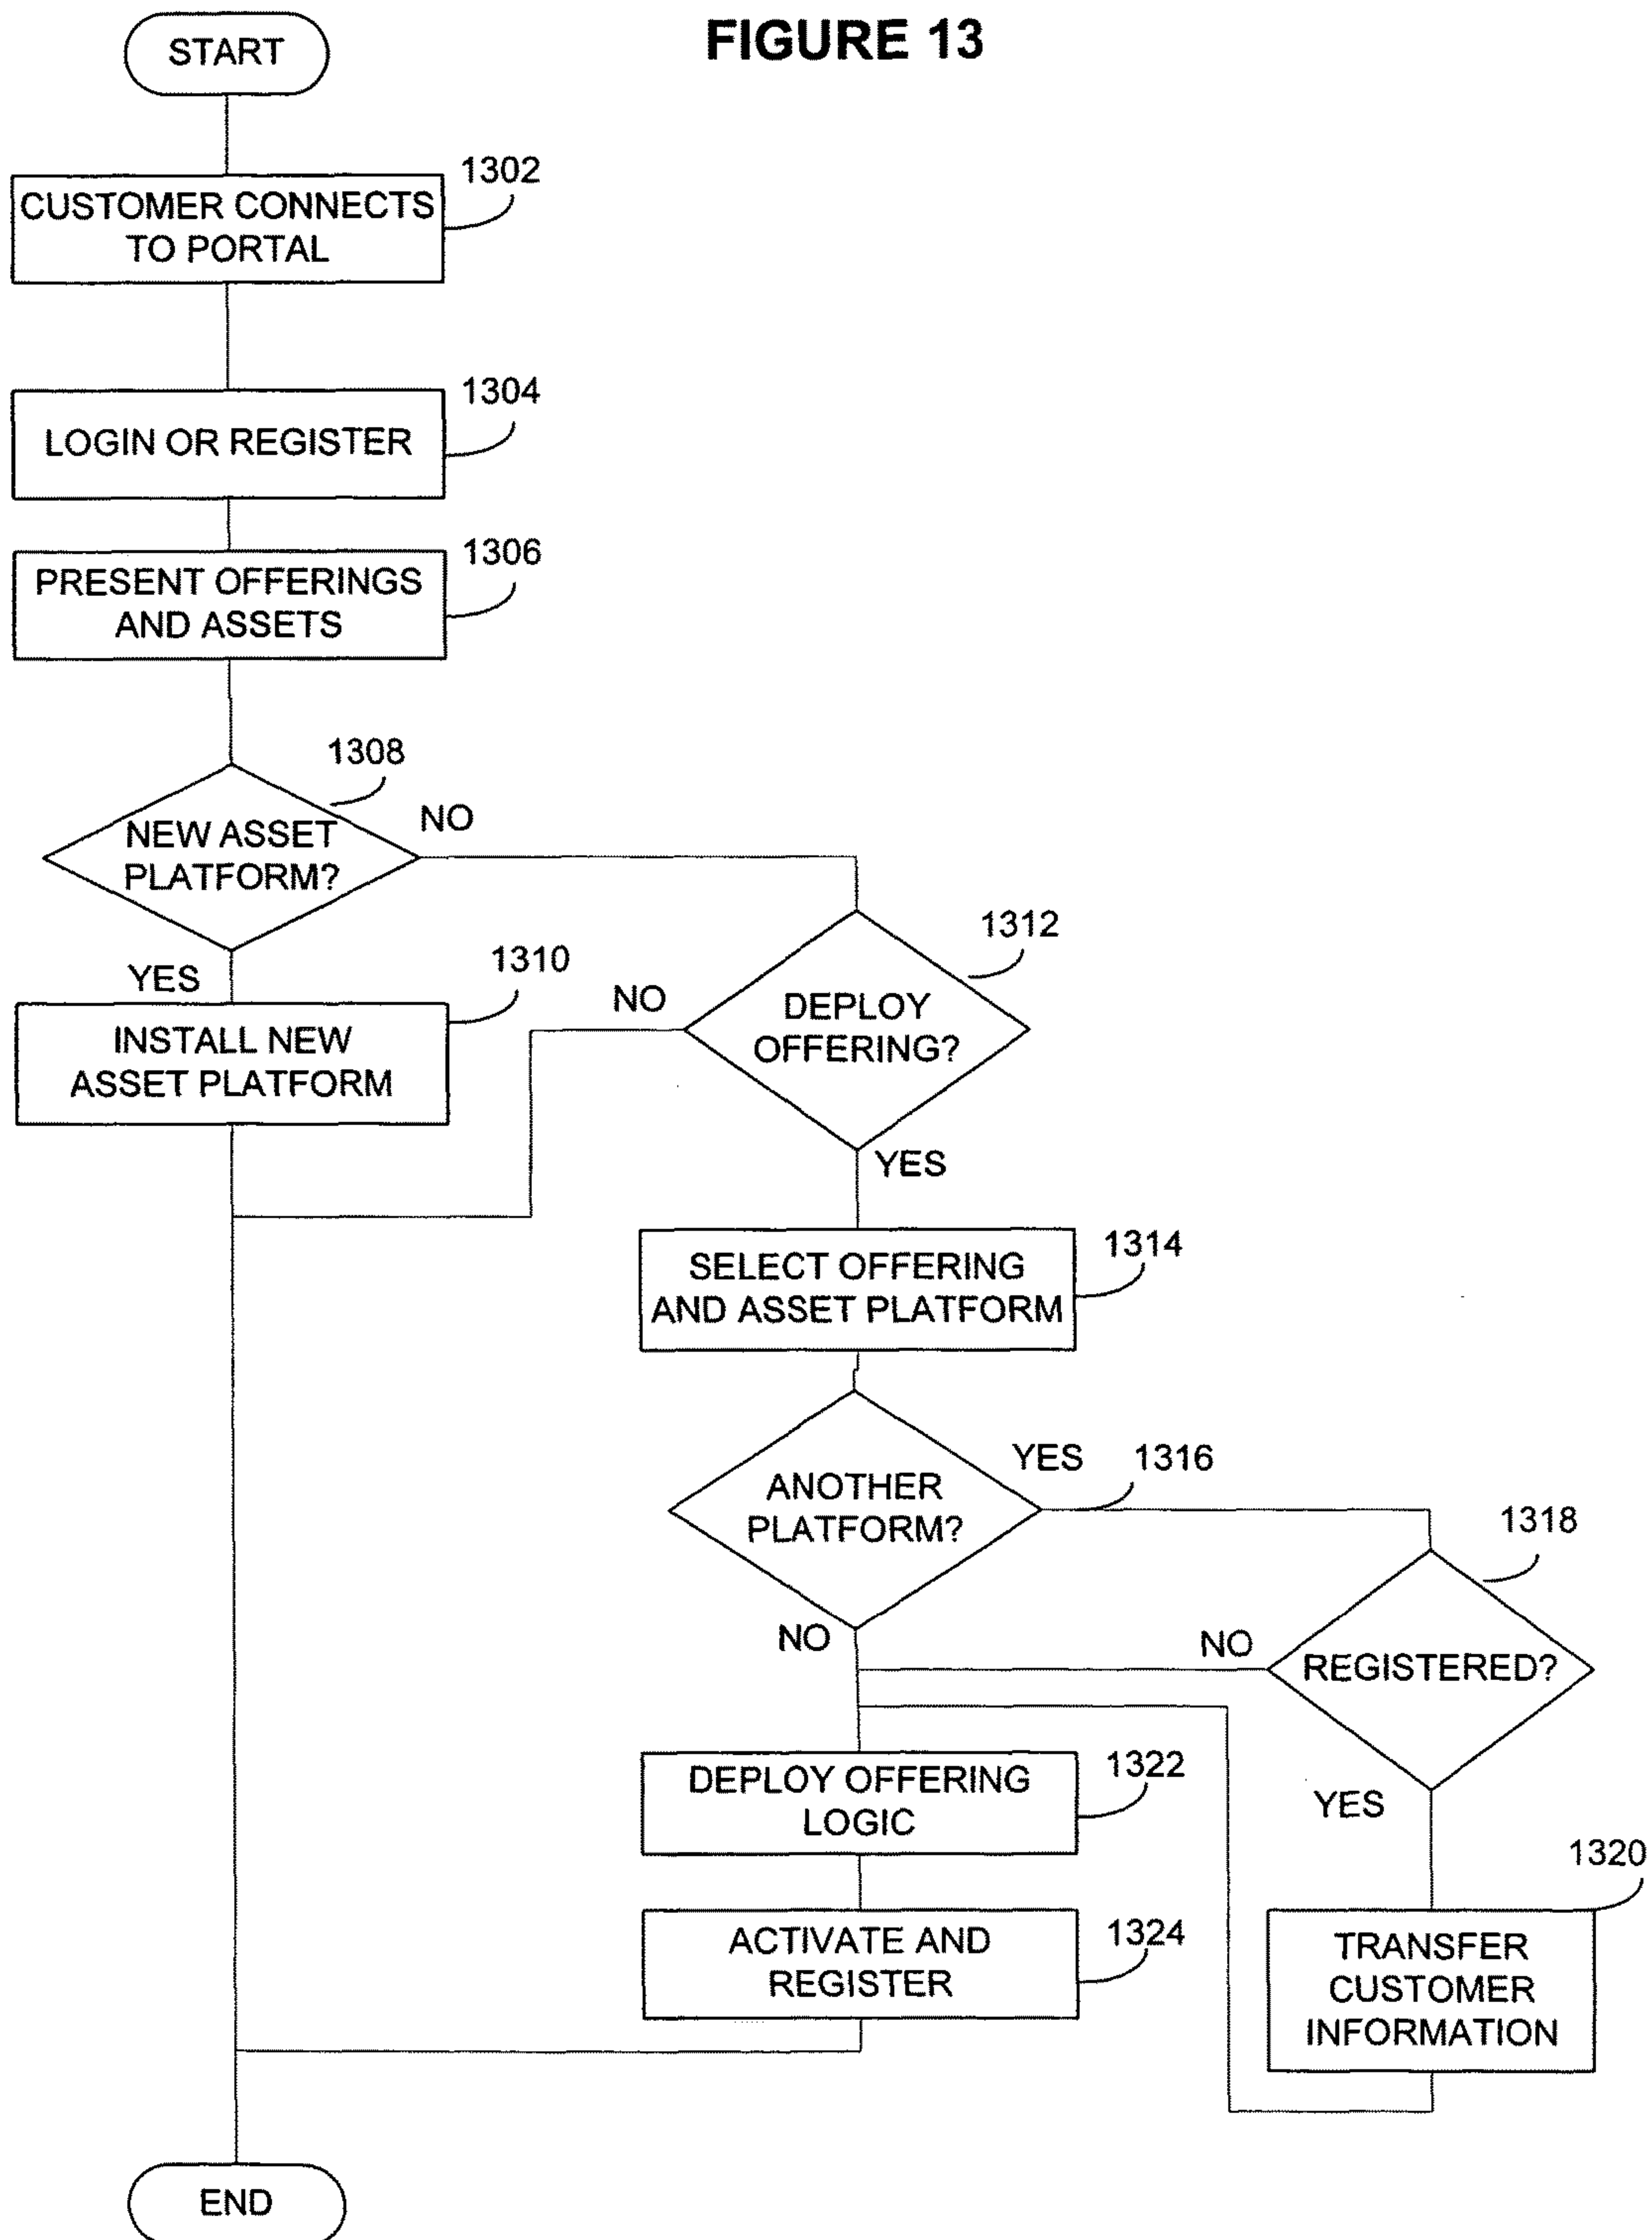 FIGURE 13
START
1302
CUSTOMER CONNECTS
TO PORTAL
1304
LOGIN OR REGISTER
1306
PRESENT OFFERINGS
AND ASSETS
1308
NEW ASSET
PLATFORM?
NO
YES
1310
INSTALL NEW
ASSET PLATFORM
1312
DEPLOY
OFFERING?
NO
YES
1314
SELECT OFFERING
AND ASSET PLATFORM
ANOTHER
PLATFORM?
YES
1316
NO
1318
REGISTERED?
NO
YES
1320
TRANSFER
CUSTOMER
INFORMATION
1322
DEPLOY OFFERING
LOGIC
1324
ACTIVATE AND
REGISTER
END